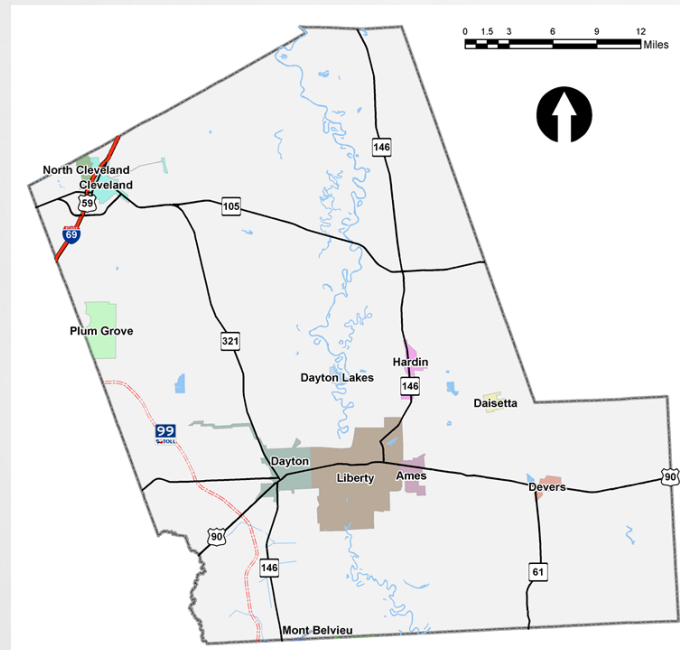 0 1.5 3 6 9 12
Miles
146
North Cleveland
Cleveland
59
105
69
Plum Grove
321
Hardin
Dayton Lakes
146
Daisetta
99
Dayton
Liberty
Ames
Devers
90
90
146
61
Mont Belvieu